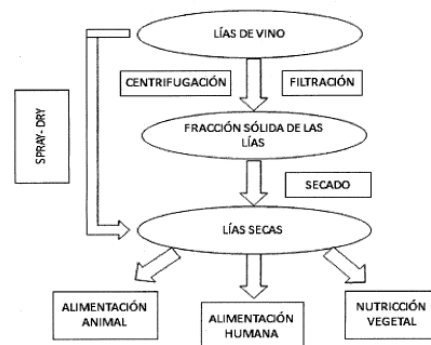 LÍAS DE VINO
CENTRIFUGACIÓN
FILTRACIÓN
SPRAY- DRY
FRACCIÓN SÓLIDA DE LAS
LÍAS
SECADO
LÍAS SECAS
ALIMENTACIÓN
ANIMAL
ALIMENTACIÓN
HUMANA
NUTRICCIÓN
VEGETAL